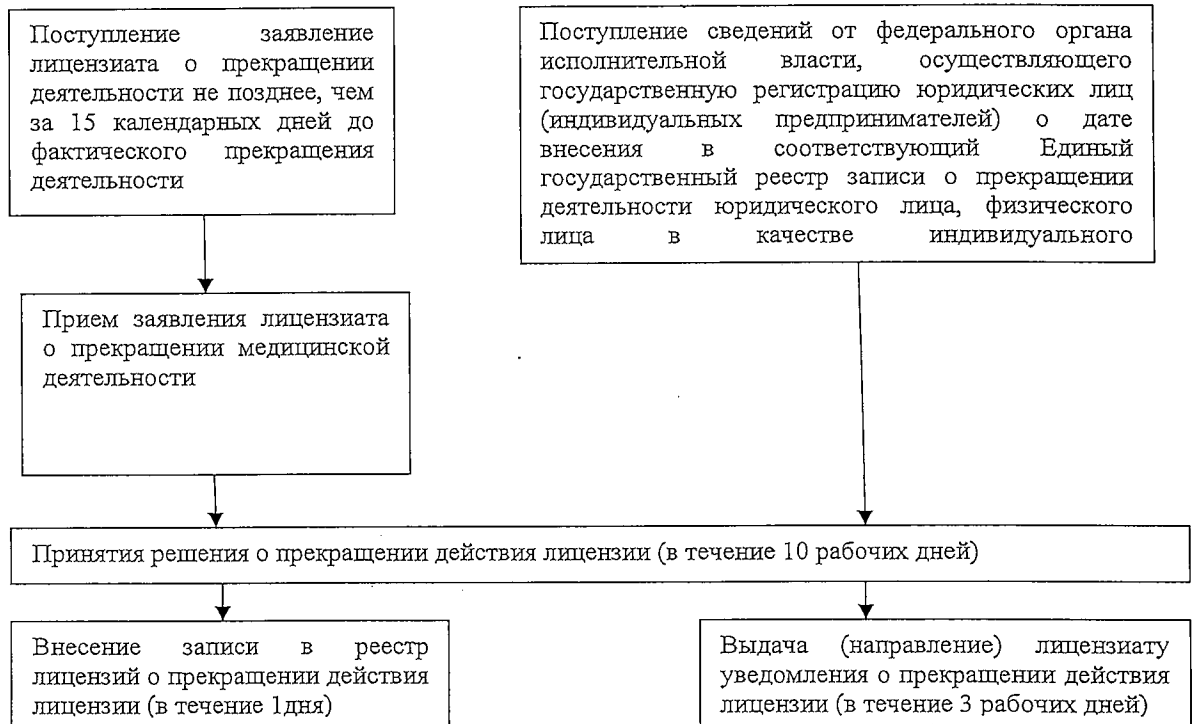 Поступление заявление
лицензиата о прекращении
деятельности не позднее, чем
за 15 календарных дней до
фактического прекращения
деятельности
Поступление сведений от федерального органа
исполнительной власти, осуществляющего
государственную регистрацию юридических лиц
(индивидуальных предпринимателей) о дате
внесения в соответствующий Единый
государственный реестр записи о прекращении
деятельности юридического лица, физического
лица в качестве индивидуального
Прием заявления лицензиата
о прекращении медицинской
деятельности
Принятия решения о прекращении действия лицензии (в течение 10 рабочих дней)
Внесение записи в реестр
лицензий о прекращении действия
лицензии (в течение 1дня)
Выдача (направление) лицензиату
уведомления о прекращении действия
лицензии (в течение 3 рабочих дней)